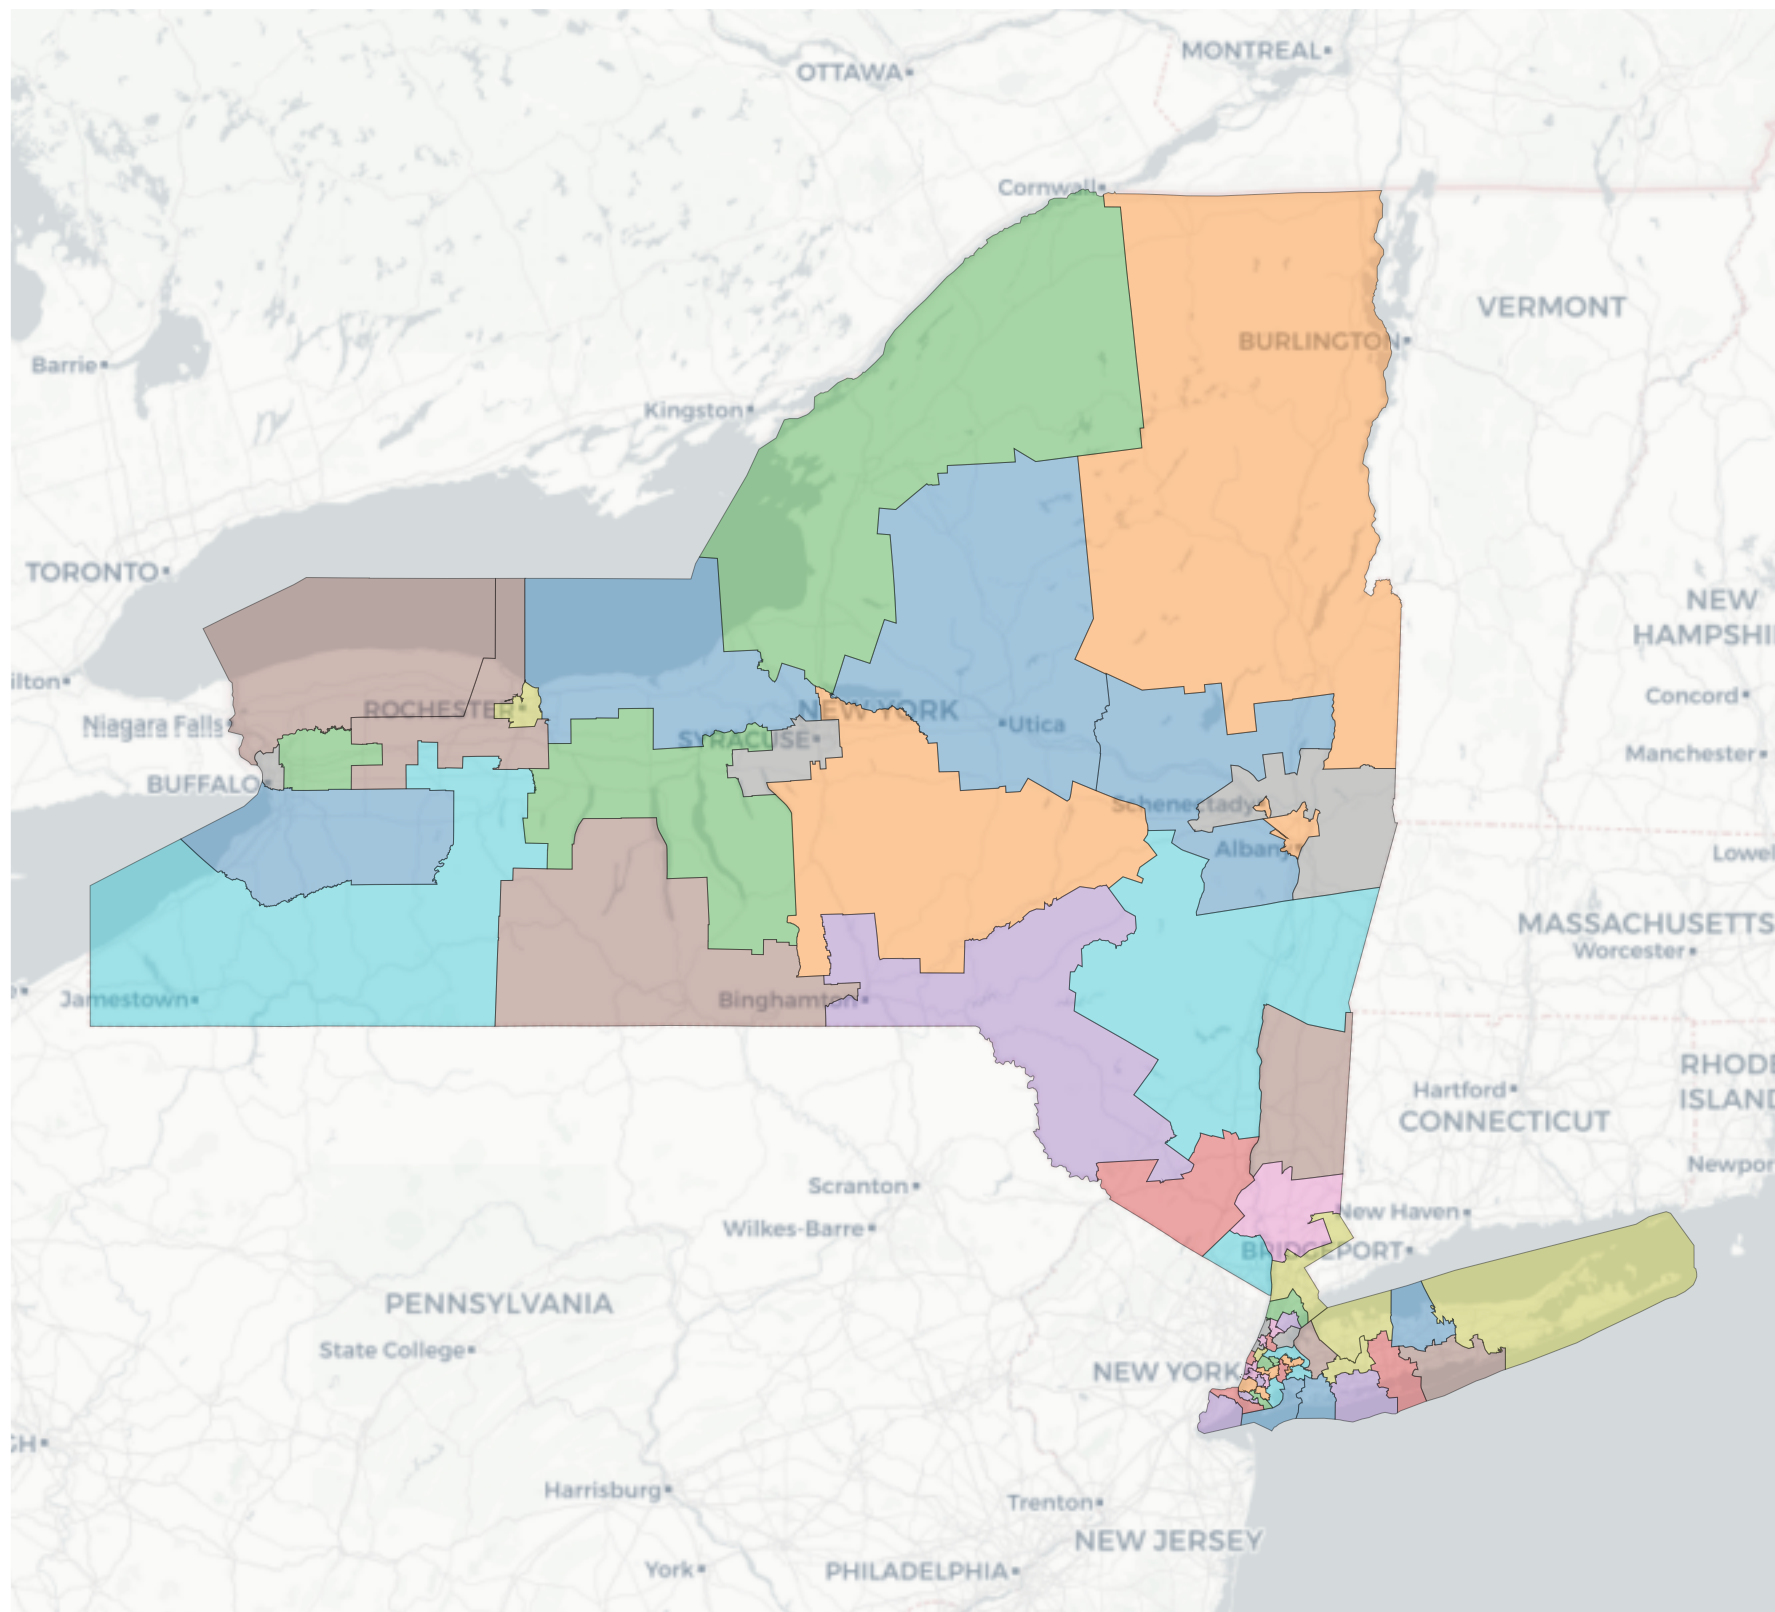 MONTREAL
OTTAWA
Cornwall
VERMONT
BURLINGTON
Barrie
Kingston
TORONTO
NEW
HAMPSHI
ilton
Concord
ROCHESTER
NEW YORK
Niagara Falls
Utica
SYRACUSE
Manchester
BUFFALO
Schenectady
Albany
Lowel
MASSACHUSETTS
Worcester
Jamestown
Binghamton
RHODE
ISLAND
Hartford
CONNECTICUT
Newpor
Scranton
New Haven
Wilkes-Barre
BRIDGEPORT
PENNSYLVANIA
State College
NEW YORK
GH
Harrisburg
Trenton
NEW JERSEY
York
PHILADELPHIA